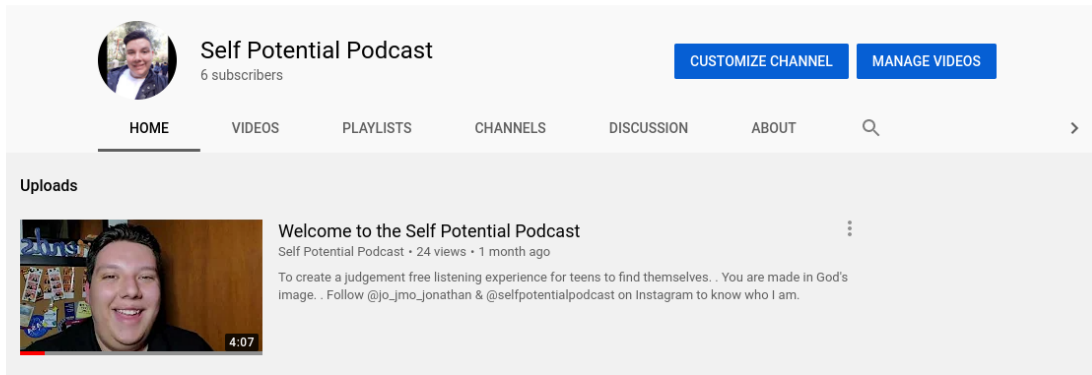 Self Potential Podcast
6 subscribers
CUSTOMIZE CHANNEL
MANAGE VIDEOS
HOME
VIDEOS
PLAYLISTS
CHANNELS
DISCUSSION
ABOUT
Uploads
Welcome to the Self Potential Podcast
Self Potential Podcast • 24 views • 1 month ago
To create a judgement free listening experience for teens to find themselves. . You are made in God's
image. . Follow @jo_jmo_jonathan & @selfpotentialpodcast on Instagram to know who I am.
4:07